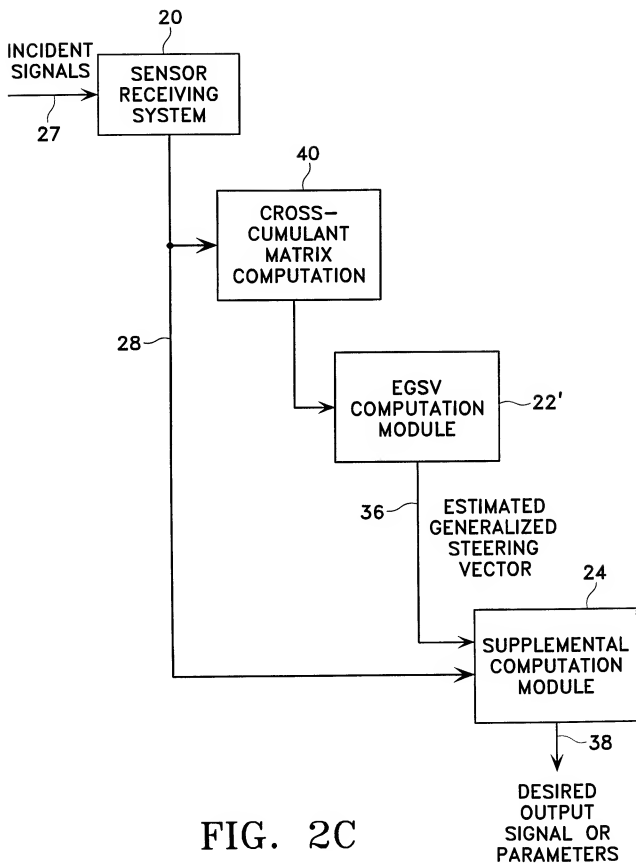 20
INCIDENT
SIGNALS
27
SENSOR
RECEIVING
SYSTEM
40
CROSS-
CUMULANT
MATRIX
COMPUTATION
28
EGSV
COMPUTATION
MODULE
22'
36
ESTIMATED
GENERALIZED
STEERING
VECTOR
24
SUPPLEMENTAL
COMPUTATION
MODULE
38
DESIRED
OUTPUT
SIGNAL OR
PARAMETERS
FIG. 2C